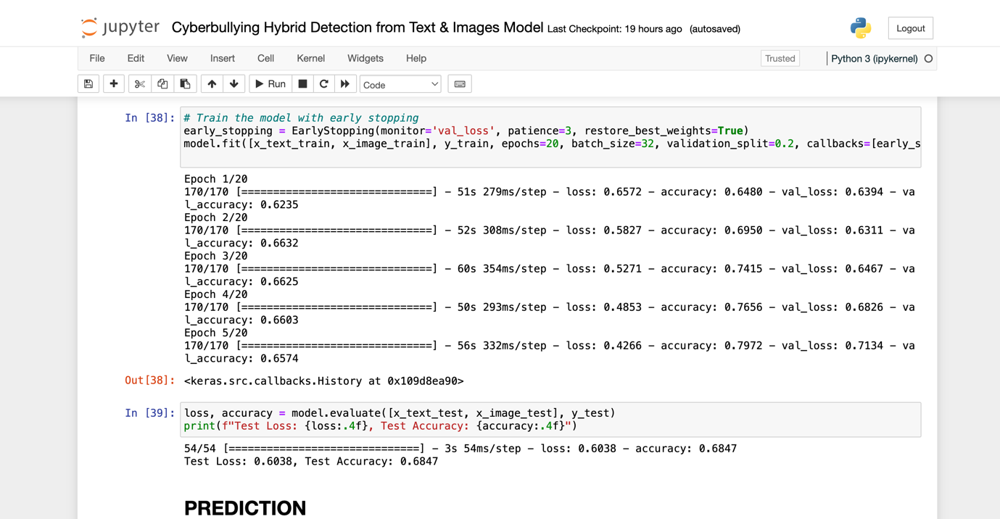 jupyter Cyberbullying Hybrid Detection from Text & Images Model Last Checkpoint: 19 hours ago (autosaved)
Logout
File Edit View Insert Cell Kernel Widgets Help
Trusted
Python 3 (ipykernel)
Run
Code
In [38]: # Train the model with early stopping
early_stopping = EarlyStopping(monitor='val_loss', patience=3, restore_best_weights=True)
model.fit([x_text_train, x_image_train], y_train, epochs=20, batch_size=32, validation_split=0.2, callbacks=[early_s
Epoch 1/20
170/170 [==============================] - 51s 279ms/step - loss: 0.6572 - accuracy: 0.6480 - val_loss: 0.6394 - va
l_accuracy: 0.6235
Epoch 2/20
170/170 [==============================] - 52s 308ms/step - loss: 0.5827 - accuracy: 0.6950 - val_loss: 0.6311 - va
l_accuracy: 0.6632
Epoch 3/20
170/170 [==============================] - 60s 354ms/step - loss: 0.5271 - accuracy: 0.7415 - val_loss: 0.6467 - va
l_accuracy: 0.6625
Epoch 4/20
170/170 [==============================] - 50s 293ms/step - loss: 0.4853 - accuracy: 0.7656 - val_loss: 0.6826 - va
l_accuracy: 0.6603
Epoch 5/20
170/170 [==============================] - 56s 332ms/step - loss: 0.4266 - accuracy: 0.7972 - val_loss: 0.7134 - va
l_accuracy: 0.6574
Out[38]: <keras.src.callbacks.History at 0x109d8ea90>
In [39]: loss, accuracy = model.evaluate([x_text_test, x_image_test], y_test)
print(f"Test Loss: {loss:.4f}, Test Accuracy: {accuracy:.4f}")
54/54 [==============================] - 3s 54ms/step - loss: 0.6038 - accuracy: 0.6847
Test Loss: 0.6038, Test Accuracy: 0.6847
PREDICTION